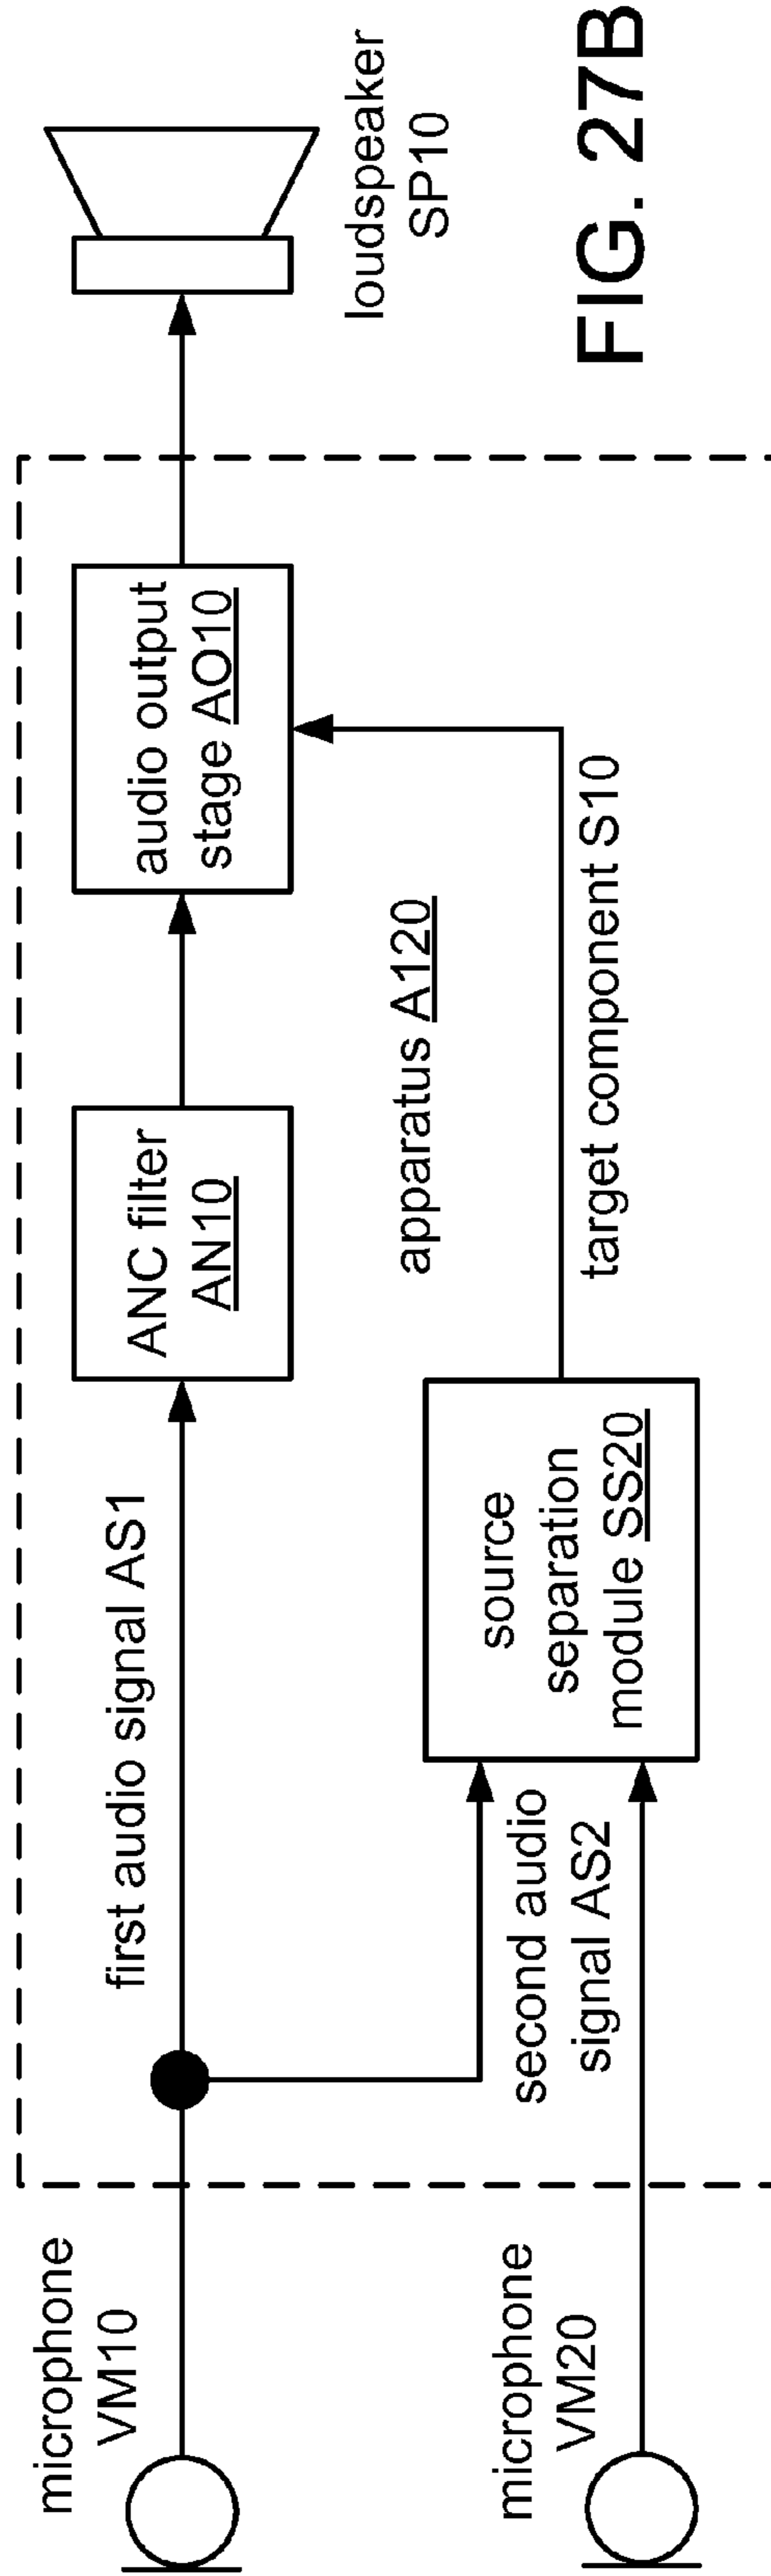 microphone
VM10
first audio signal AS1
ANC filter
AN10
audio output
stage AO10
loudspeaker
SP10
microphone
VM20
second audio
signal AS2
source
separation
module SS20
apparatus A120
target component S10
FIG. 27B